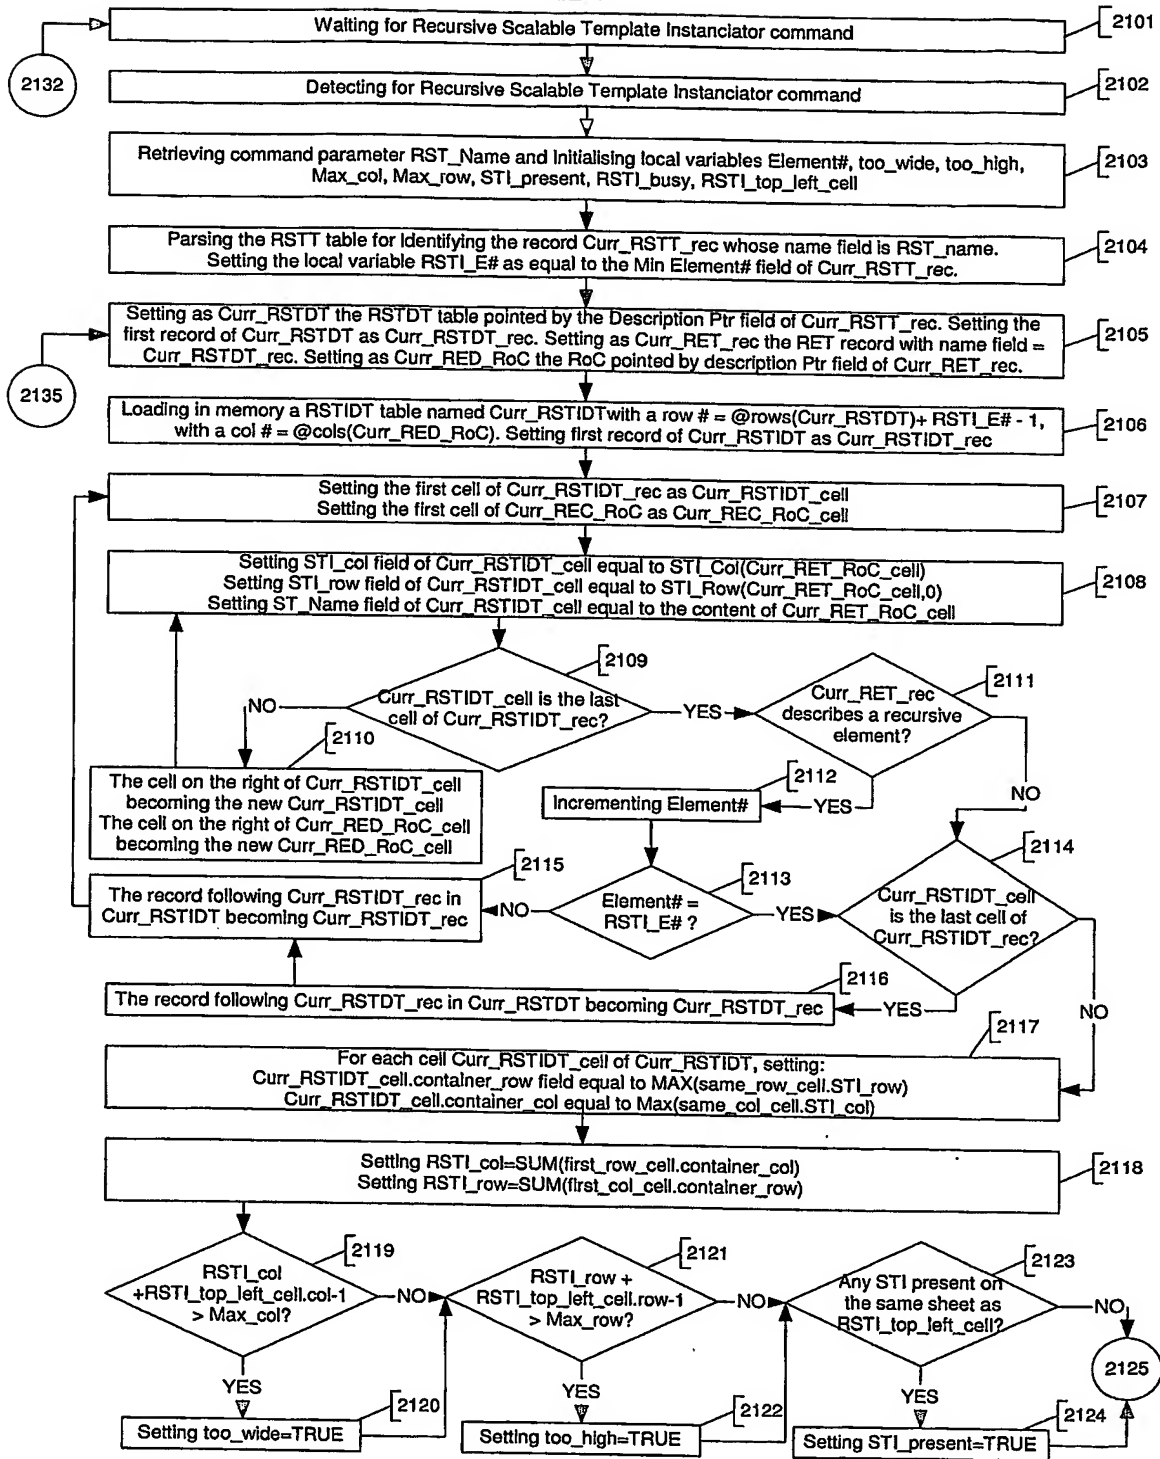 Waiting for Recursive Scalable Template Instanciator command
2101
2132
Detecting for Recursive Scalable Template Instanciator command
2102
Retrieving command parameter RST_Name and Initialising local variables Element#, too_wide, too_high,
Max_col, Max_row, STI_present, RSTI_busy, RSTI_top_left_cell
2103
Parsing the RSTT table for Identifying the record Curr_RSTT_rec whose name field is RST_name.
Setting the local variable RSTI_E# as equal to the Min Element# field of Curr_RSTT_rec.
2104
Setting as Curr_RSTDT the RSTDT table pointed by the Description Ptr field of Curr_RSTT_rec. Setting the
first record of Curr_RSTDT as Curr_RSTDT_rec. Setting as Curr_RET_rec the RET record with name field =
Curr_RSTDT_rec. Setting as Curr_RED_RoC the RoC pointed by description Ptr field of Curr_RET_rec.
2105
2135
Loading in memory a RSTIDT table named Curr_RSTIDTwith a row # = @rows(Curr_RSTDT)+ RSTI_E# - 1,
with a col # = @cols(Curr_RED_RoC). Setting first record of Curr_RSTIDT as Curr_RSTIDT_rec
2106
Setting the first cell of Curr_RSTIDT_rec as Curr_RSTIDT_cell
Setting the first cell of Curr_REC_RoC as Curr_REC_RoC_cell
2107
Setting STI_col field of Curr_RSTIDT_cell equal to STI_Col(Curr_RET_RoC_cell)
Setting STI_row field of Curr_RSTIDT_cell equal to STI_Row(Curr_RET_RoC_cell,0)
Setting ST_Name field of Curr_RSTIDT_cell equal to the content of Curr_RET_RoC_cell
2108
2109
Curr_RSTIDT_cell is the last
cell of Curr_RSTIDT_rec?
NO
YES
2111
Curr_RET_rec
describes a recursive
element?
2110
The cell on the right of Curr_RSTIDT_cell
becoming the new Curr_RSTIDT_cell
The cell on the right of Curr_RED_RoC_cell
becoming the new Curr_RED_RoC_cell
2112
Incrementing Element#
YES
NO
2115
The record following Curr_RSTIDT_rec in
Curr_RSTIDT becoming Curr_RSTIDT_rec
NO
2113
Element# =
RSTI_E# ?
YES
2114
Curr_RSTIDT_cell
is the last cell of
Curr_RSTIDT_rec?
2116
The record following Curr_RSTDT_rec in Curr_RSTDT becoming Curr_RSTDT_rec
YES
NO
2117
For each cell Curr_RSTIDT_cell of Curr_RSTIDT, setting:
Curr_RSTIDT_cell.container_row field equal to MAX(same_row_cell.STI_row)
Curr_RSTIDT_cell.container_col equal to Max(same_col_cell.STI_col)
Setting RSTI_col=SUM(first_row_cell.container_col)
Setting RSTI_row=SUM(first_col_cell.container_row)
2118
2119
RSTI_col
+RSTI_top_left_cell.col-1
> Max_col?
NO
2121
RSTI_row +
RSTI_top_left_cell.row-1
> Max_row?
NO
2123
Any STI present on
the same sheet as
RSTI_top_left_cell?
NO
2125
YES
2120
Setting too_wide=TRUE
YES
2122
Setting too_high=TRUE
YES
2124
Setting STI_present=TRUE